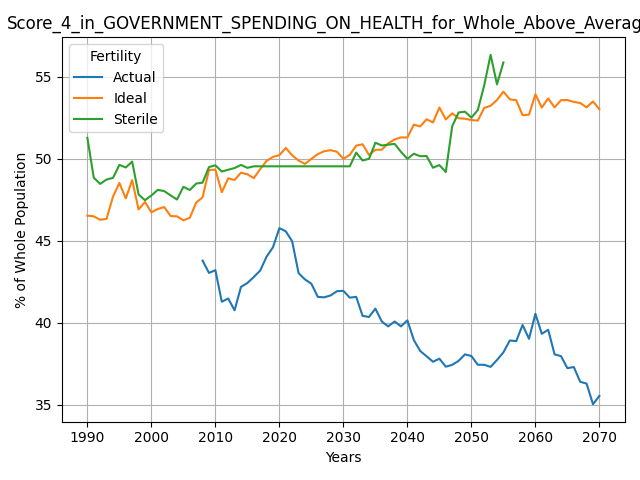 Score_4_in_GOVERNMENT_SPENDING_ON_HEALTH_for_Whole_Above_Averag
Fertility
Actual
Ideal
Sterile
% of Whole Population
55
50
45
40
35
1990 2000 2010 2020 2030 2040 2050 2060 2070
Years